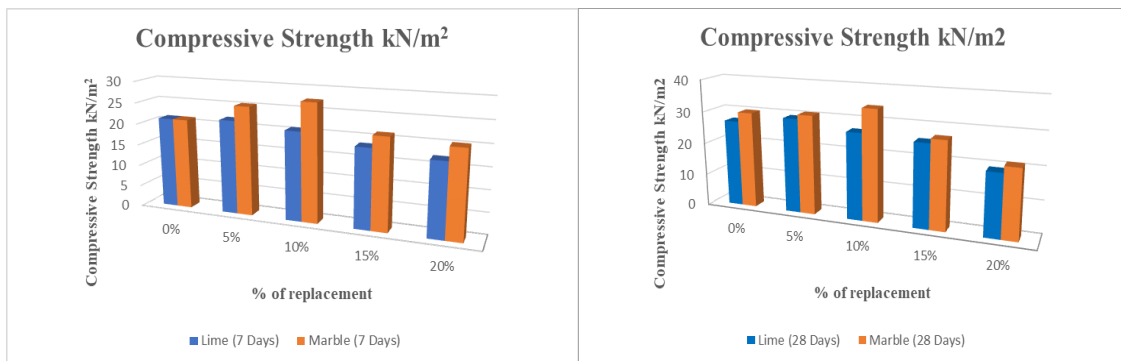 Compressive Strength kN/m²
Compressive Strength kN/m²
30
25
20
15
10
5
0
0%
5%
10%
15%
20%
% of replacement
Lime (7 Days) Marble (7 Days)
Compressive Strength kN/m2
Compressive Strength kN/m2
40
30
20
10
0
0%
5%
10%
15%
20%
% of replacement
Lime (28 Days) Marble (28 Days)